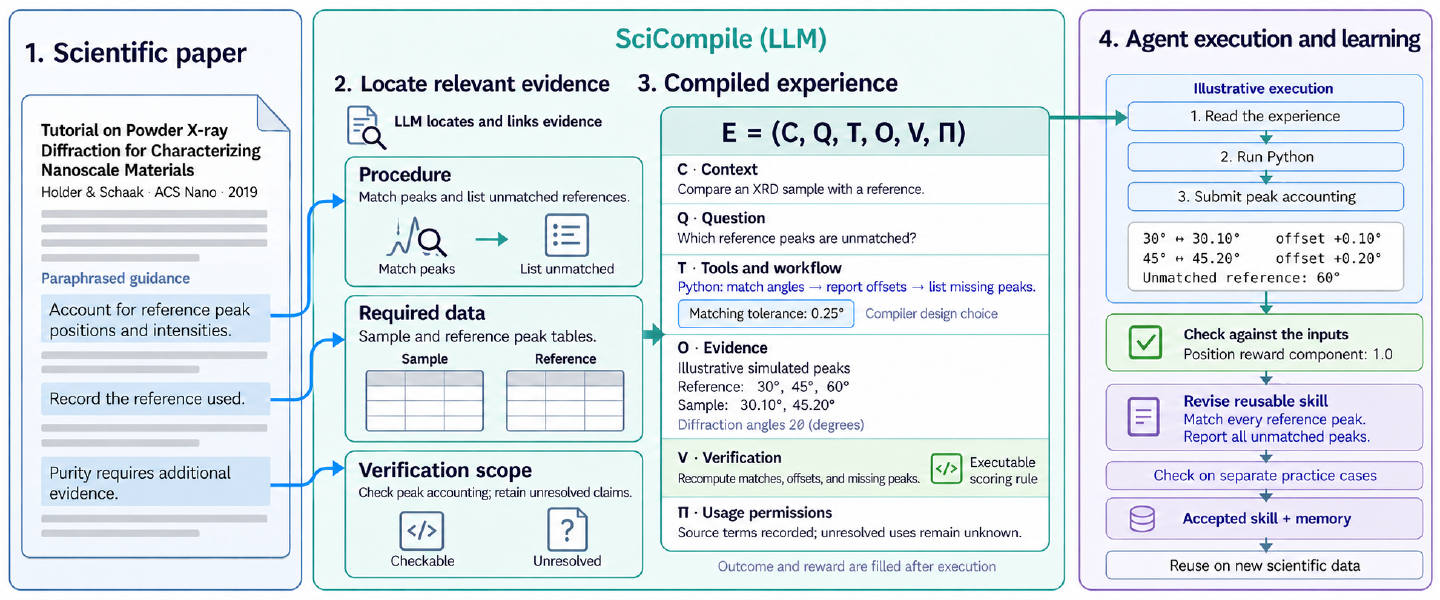 1. Scientific paper
Tutorial on Powder X-ray
Diffraction for Characterizing
Nanoscale Materials
Holder & Schaak · ACS Nano · 2019
Paraphrased guidance
Account for reference peak
positions and intensities.
Record the reference used.
Purity requires additional
evidence.
SciCompile (LLM)
2. Locate relevant evidence
LLM locates and links evidence
Procedure
Match peaks and list unmatched references.
Match peaks
List unmatched
Required data
Sample and reference peak tables.
Sample
Reference
Verification scope
Check peak accounting; retain unresolved claims.
</>
?
Checkable
Unresolved
3. Compiled experience
E = (C, Q, T, O, V, Π)
C · Context
Compare an XRD sample with a reference.
Q · Question
Which reference peaks are unmatched?
T · Tools and workflow
Python: match angles → report offsets → list missing peaks.
Matching tolerance: 0.25°
Compiler design choice
O · Evidence
Illustrative simulated peaks
Reference: 30°, 45°, 60°
Sample: 30.10°, 45.20°
Diffraction angles 2θ (degrees)
V · Verification
Recompute matches, offsets, and missing peaks.
</>
Executable
scoring rule
Π · Usage permissions
Source terms recorded; unresolved uses remain unknown.
Outcome and reward are filled after execution
4. Agent execution and learning
Illustrative execution
1. Read the experience
2. Run Python
3. Submit peak accounting
30° ↔ 30.10° offset +0.10°
45° ↔ 45.20° offset +0.20°
Unmatched reference: 60°
Check against the inputs
Position reward component: 1.0
Revise reusable skill
Match every reference peak.
Report all unmatched peaks.
Check on separate practice cases
Accepted skill + memory
Reuse on new scientific data